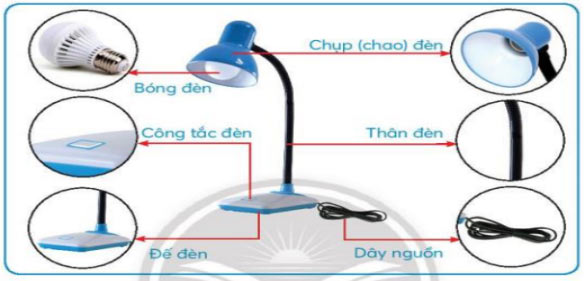 Chụp (chao) đèn
Bóng đèn
Công tắc đèn
Thân đèn
Đế đèn
Dây nguồn